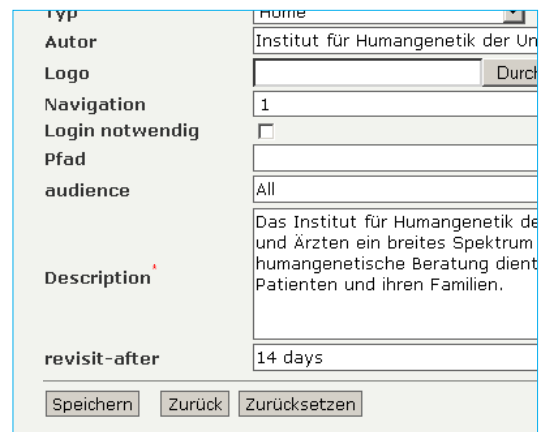 Typ Home
Autor Institut für Humangenetik der Un
Logo Durch
Navigation 1
Login notwendig
Pfad
audience All
Das Institut für Humangenetik de
und Ärzten ein breites Spektrum
humangenetische Beratung dient
Description* Patienten und ihren Familien.
revisit-after 14 days
Speichern Zurück Zurücksetzen